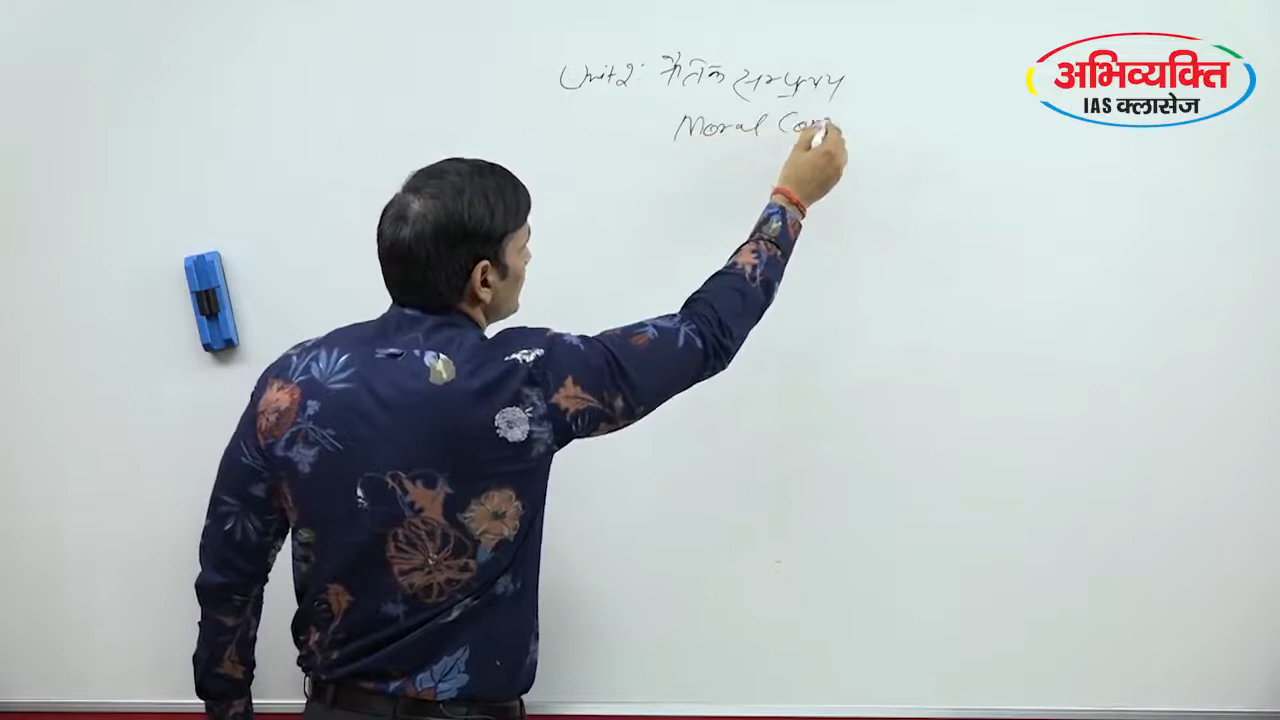 Unit 2: नैतिक सम्प्रत्यय
Moral Con
अभिव्यक्ति
IAS क्लासेज